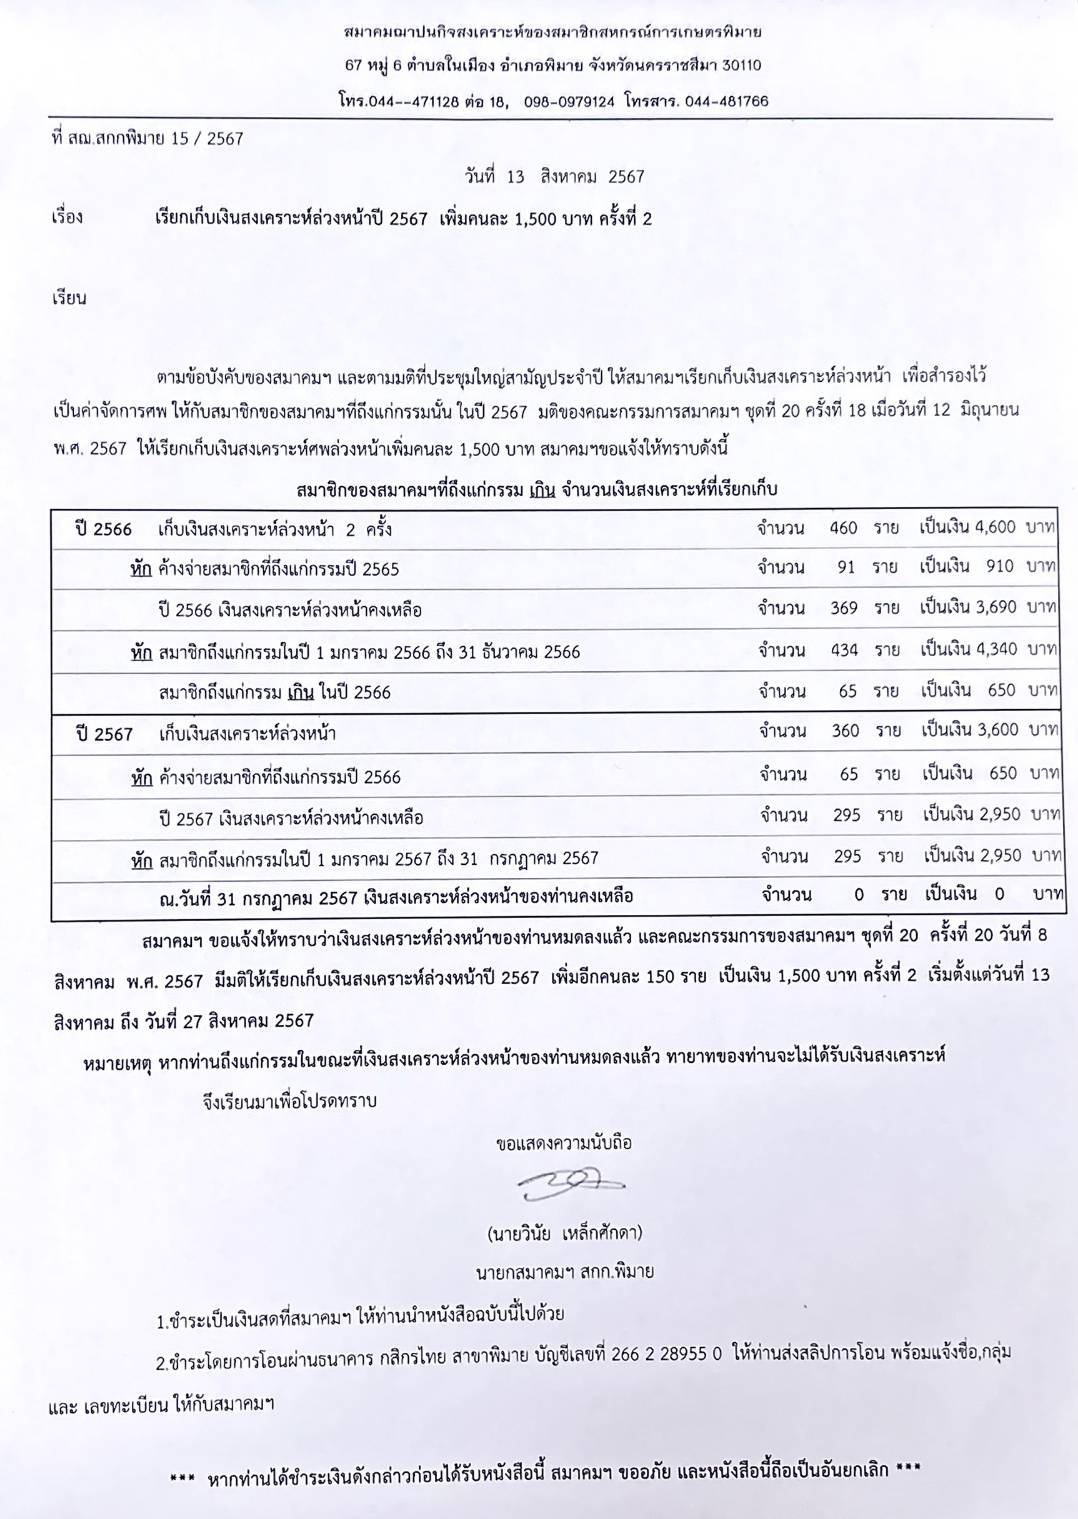 สมาคมฌาปนกิจสงเคราะห์ของสมาชิกสหกรณ์การเกษตรพิมาย
67 หมู่ 6 ตำบลในเมือง อำเภอพิมาย จังหวัดนครราชสีมา 30110
โทร.044--471128 ต่อ 18, 098-0979124 โทรสาร. 044-481766
ที่ สฌ.สกกพิมาย 15 / 2567
วันที่ 13 สิงหาคม 2567
เรื่อง เรียกเก็บเงินสงเคราะห์ล่วงหน้าปี 2567 เพิ่มคนละ 1,500 บาท ครั้งที่ 2
เรียน
ตามข้อบังคับของสมาคมฯ และตามมติที่ประชุมใหญ่สามัญประจำปี ให้สมาคมฯเรียกเก็บเงินสงเคราะห์ล่วงหน้า เพื่อสำรองไว้
เป็นค่าจัดการศพ ให้กับสมาชิกของสมาคมฯที่ถึงแก่กรรมนั้น ในปี 2567 มติของคณะกรรมการสมาคมฯ ชุดที่ 20 ครั้งที่ 18 เมื่อวันที่ 12 มิถุนายน
พ.ศ. 2567 ให้เรียกเก็บเงินสงเคราะห์ศพล่วงหน้าเพิ่มคนละ 1,500 บาท สมาคมฯขอแจ้งให้ทราบดังนี้
สมาชิกของสมาคมฯที่ถึงแก่กรรม เกิน จำนวนเงินสงเคราะห์ที่เรียกเก็บ
ปี 2566 เก็บเงินสงเคราะห์ล่วงหน้า 2 ครั้ง จำนวน 460 ราย เป็นเงิน 4,600 บาท
หัก ค้างจ่ายสมาชิกที่ถึงแก่กรรมปี 2565 จำนวน 91 ราย เป็นเงิน 910 บาท
ปี 2566 เงินสงเคราะห์ล่วงหน้าคงเหลือ จำนวน 369 ราย เป็นเงิน 3,690 บาท
หัก สมาชิกถึงแก่กรรมในปี 1 มกราคม 2566 ถึง 31 ธันวาคม 2566 จำนวน 434 ราย เป็นเงิน 4,340 บาท
สมาชิกถึงแก่กรรม เกิน ในปี 2566 จำนวน 65 ราย เป็นเงิน 650 บาท
ปี 2567 เก็บเงินสงเคราะห์ล่วงหน้า จำนวน 360 ราย เป็นเงิน 3,600 บาท
หัก ค้างจ่ายสมาชิกที่ถึงแก่กรรมปี 2566 จำนวน 65 ราย เป็นเงิน 650 บาท
ปี 2567 เงินสงเคราะห์ล่วงหน้าคงเหลือ จำนวน 295 ราย เป็นเงิน 2,950 บาท
หัก สมาชิกถึงแก่กรรมในปี 1 มกราคม 2567 ถึง 31 กรกฎาคม 2567 จำนวน 295 ราย เป็นเงิน 2,950 บาท
ณ.วันที่ 31 กรกฎาคม 2567 เงินสงเคราะห์ล่วงหน้าของท่านคงเหลือ จำนวน 0 ราย เป็นเงิน 0 บาท
สมาคมฯ ขอแจ้งให้ทราบว่าเงินสงเคราะห์ล่วงหน้าของท่านหมดลงแล้ว และคณะกรรมการของสมาคมฯ ชุดที่ 20 ครั้งที่ 20 วันที่ 8
สิงหาคม พ.ศ. 2567 มีมติให้เรียกเก็บเงินสงเคราะห์ล่วงหน้าปี 2567 เพิ่มอีกคนละ 150 ราย เป็นเงิน 1,500 บาท ครั้งที่ 2 เริ่มตั้งแต่วันที่ 13
สิงหาคม ถึง วันที่ 27 สิงหาคม 2567
หมายเหตุ หากท่านถึงแก่กรรมในขณะที่เงินสงเคราะห์ล่วงหน้าของท่านหมดลงแล้ว ทายาทของท่านจะไม่ได้รับเงินสงเคราะห์
จึงเรียนมาเพื่อโปรดทราบ
ขอแสดงความนับถือ
(นายวินัย เหล็กศักดา)
นายกสมาคมฯ สกก.พิมาย
1.ชำระเป็นเงินสดที่สมาคมฯ ให้ท่านนำหนังสือฉบับนี้ไปด้วย
2.ชำระโดยการโอนผ่านธนาคาร กสิกรไทย สาขาพิมาย บัญชีเลขที่ 266 2 28955 0 ให้ท่านส่งสลิปการโอน พร้อมแจ้งชื่อ,กลุ่ม
และ เลขทะเบียน ให้กับสมาคมฯ
*** หากท่านได้ชำระเงินดังกล่าวก่อนได้รับหนังสือนี้ สมาคมฯ ขออภัย และหนังสือนี้ถือเป็นอันยกเลิก ***